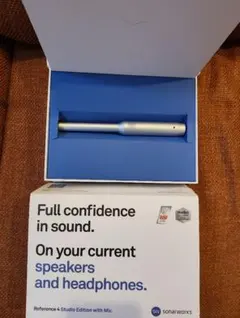 Full confidence
in sound.
On your current
speakers
and headphones.
Reference 4 Studio Edition with Mic
sonarworks